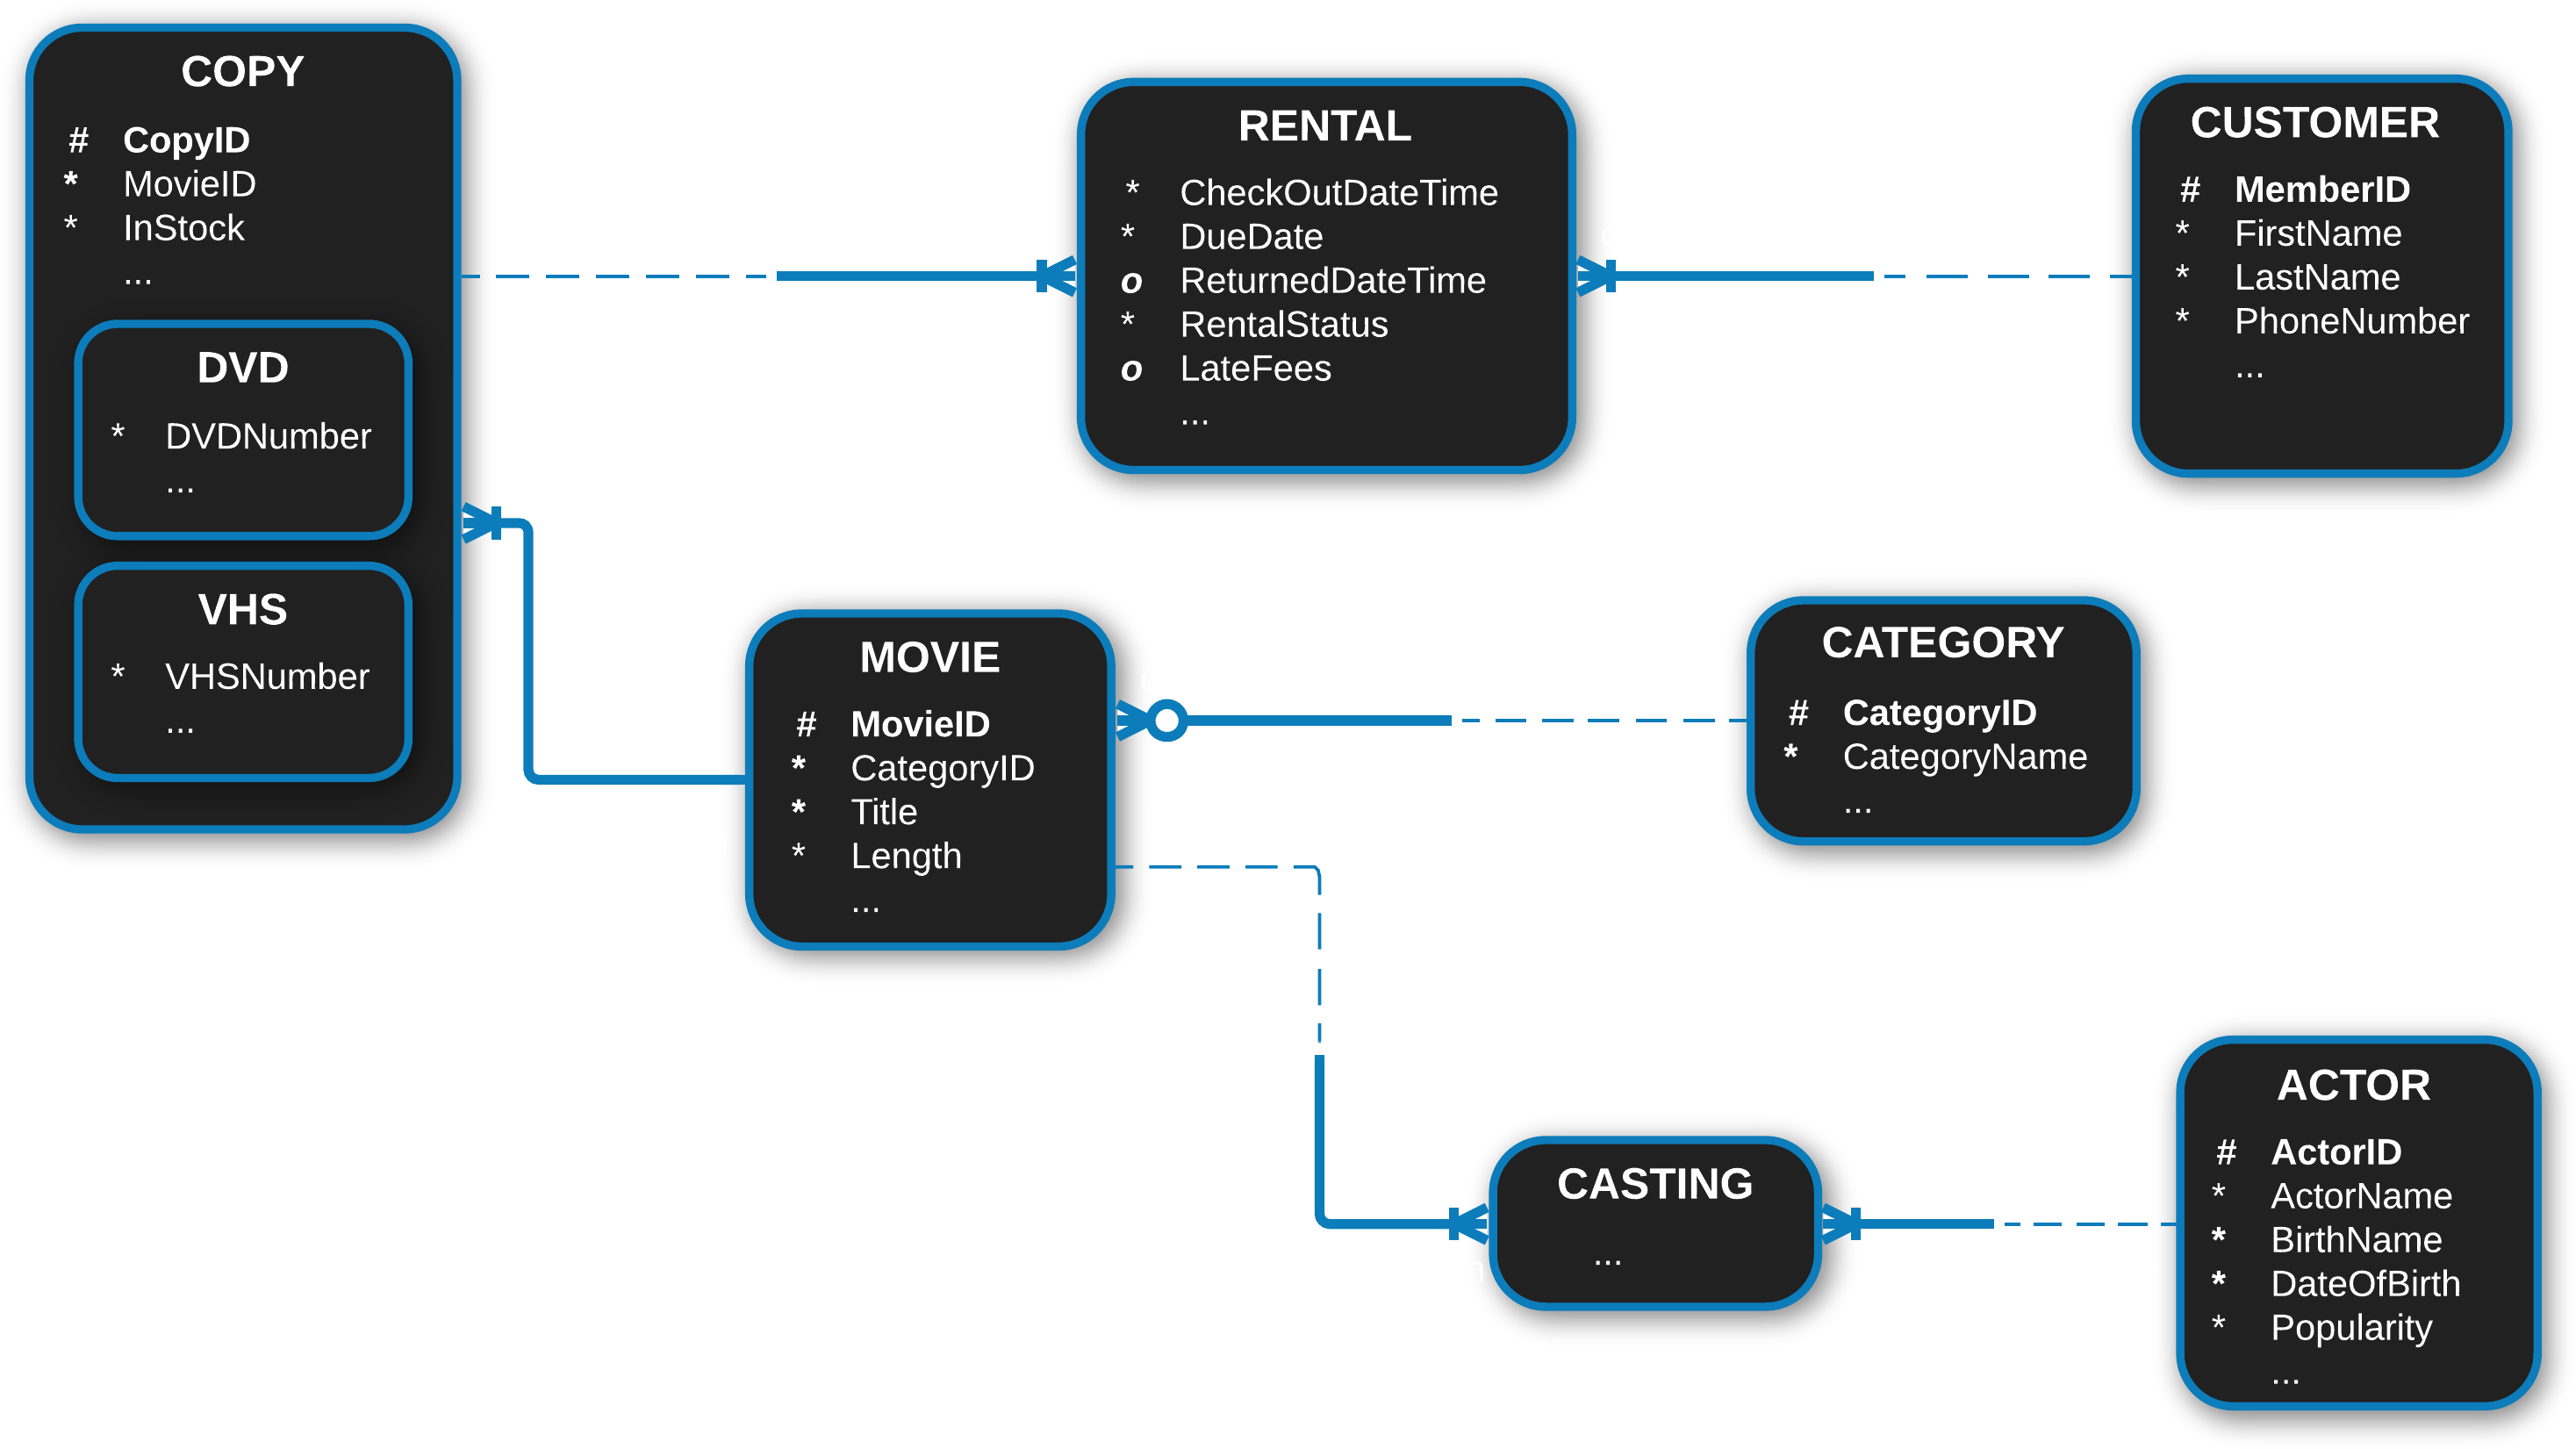 COPY
# CopyID
* MovieID
* InStock
...
DVD
* DVDNumber
...
VHS
* VHSNumber
...
RENTAL
* CheckOutDateTime
* DueDate
o ReturnedDateTime
* RentalStatus
o LateFees
...
CUSTOMER
# MemberID
* FirstName
* LastName
* PhoneNumber
...
MOVIE
# MovieID
* CategoryID
* Title
* Length
...
CATEGORY
# CategoryID
* CategoryName
...
CASTING
...
ACTOR
# ActorID
* ActorName
* BirthName
* DateOfBirth
* Popularity
...